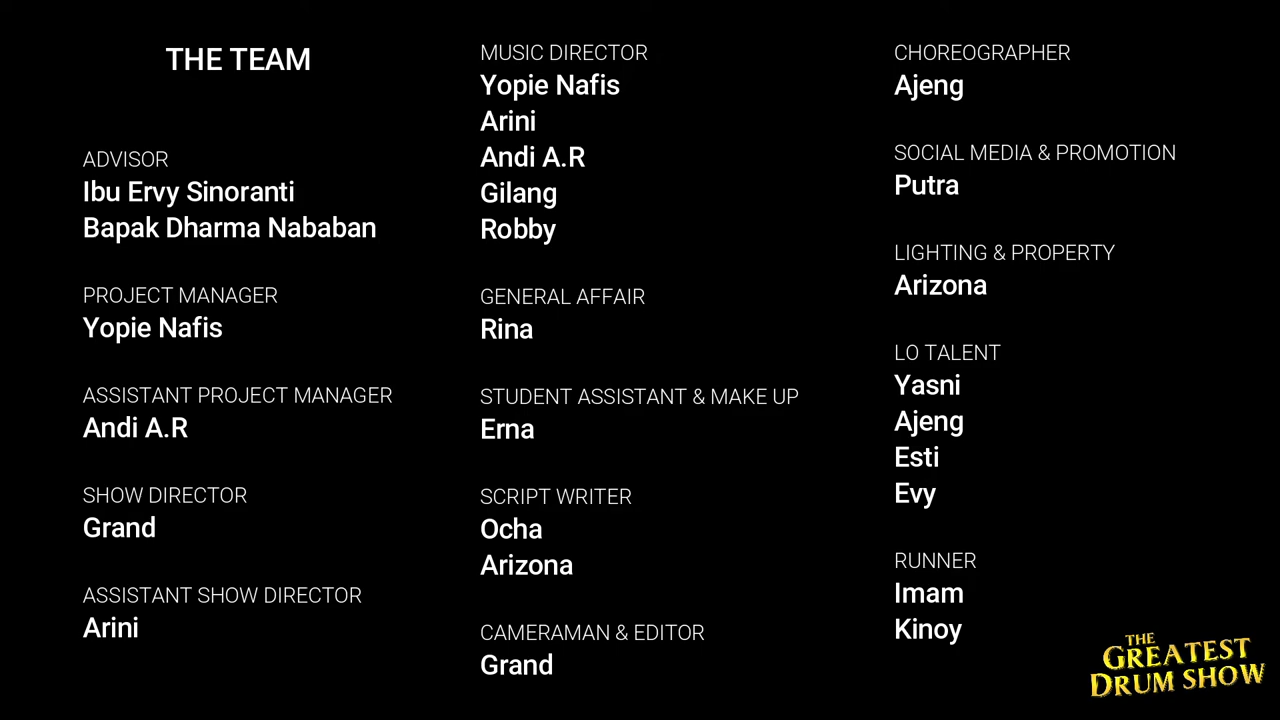 THE TEAM
ADVISOR
Ibu Ervy Sinoranti
Bapak Dharma Nababan
PROJECT MANAGER
Yopie Nafis
ASSISTANT PROJECT MANAGER
Andi A.R
SHOW DIRECTOR
Grand
ASSISTANT SHOW DIRECTOR
Arini
MUSIC DIRECTOR
Yopie Nafis
Arini
Andi A.R
Gilang
Robby
GENERAL AFFAIR
Rina
STUDENT ASSISTANT & MAKE UP
Erna
SCRIPT WRITER
Ocha
Arizona
CAMERAMAN & EDITOR
Grand
CHOREOGRAPHER
Ajeng
SOCIAL MEDIA & PROMOTION
Putra
LIGHTING & PROPERTY
Arizona
LO TALENT
Yasni
Ajeng
Esti
Evy
RUNNER
Imam
Kinoy
THE
GREATEST
DRUM SHOW